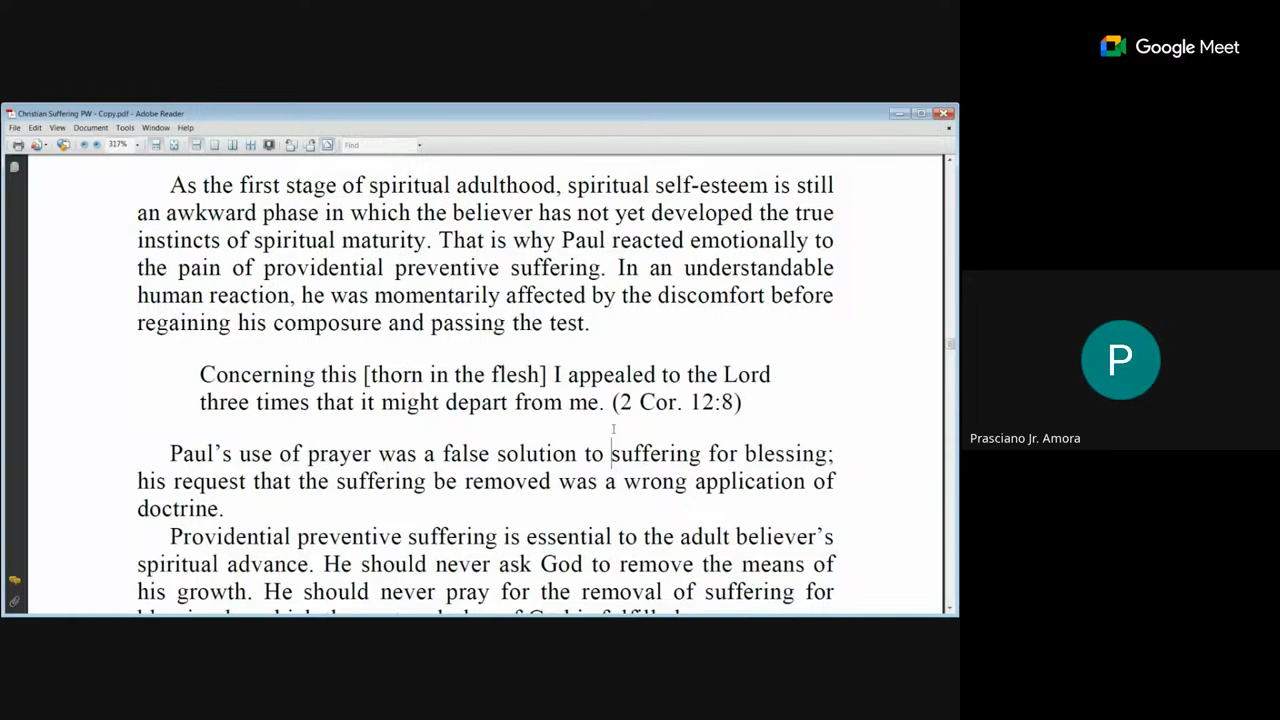 Google Meet
Christian Suffering PW - Copy.pdf - Adobe Reader
File Edit View Document Tools Window Help
317%
Find
As the first stage of spiritual adulthood, spiritual self-esteem is still
an awkward phase in which the believer has not yet developed the true
instincts of spiritual maturity. That is why Paul reacted emotionally to
the pain of providential preventive suffering. In an understandable
human reaction, he was momentarily affected by the discomfort before
regaining his composure and passing the test.
Concerning this [thorn in the flesh] I appealed to the Lord
three times that it might depart from me. (2 Cor. 12:8)
Paul's use of prayer was a false solution to suffering for blessing;
his request that the suffering be removed was a wrong application of
doctrine.
Providential preventive suffering is essential to the adult believer's
spiritual advance. He should never ask God to remove the means of
his growth. He should never pray for the removal of suffering for
P
Prasciano Jr. Amora